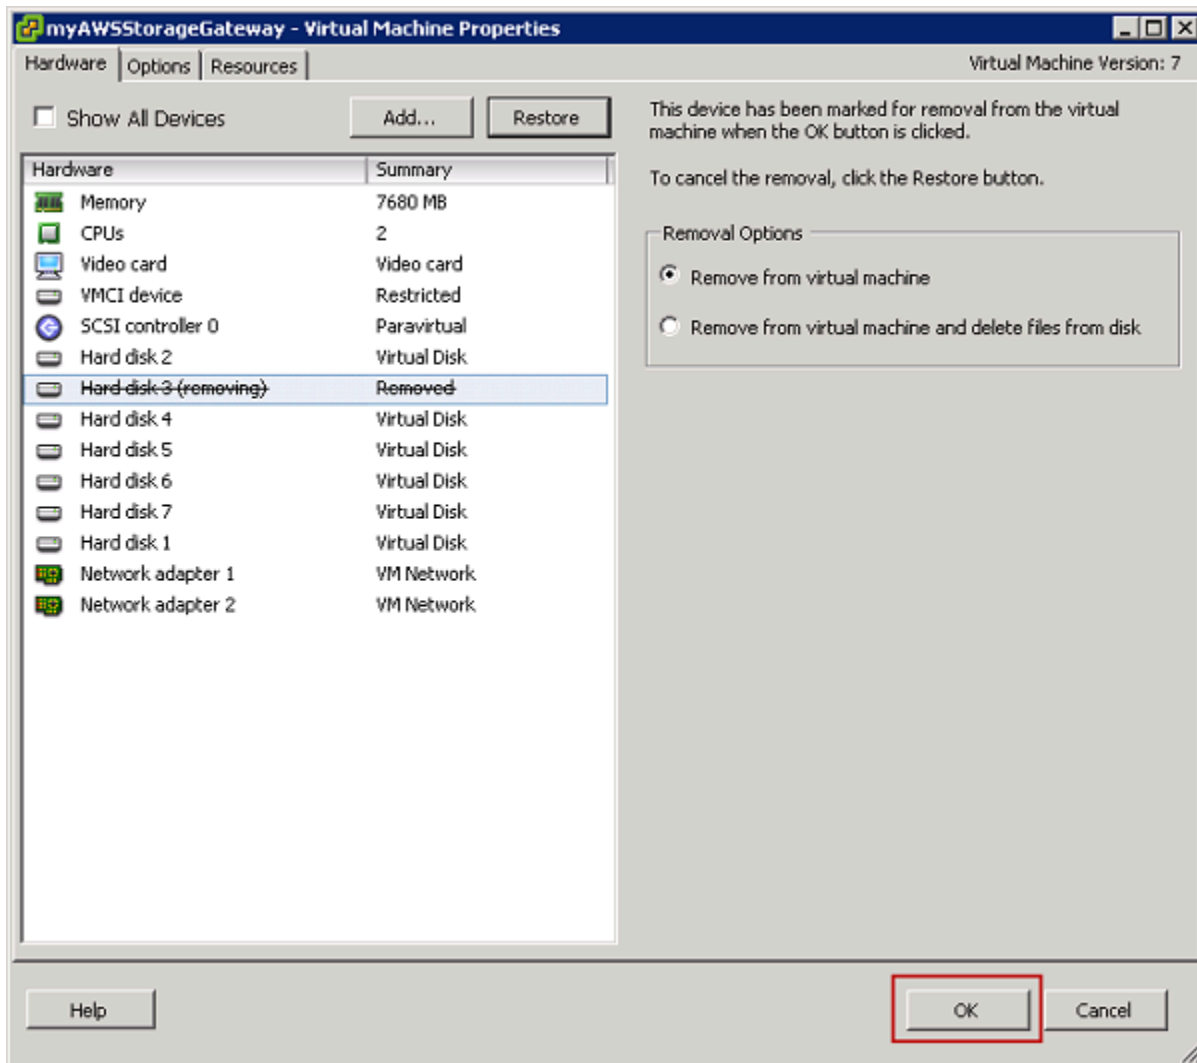 myAWSStorageGateway - Virtual Machine Properties
Hardware Options Resources Virtual Machine Version: 7
Show All Devices Add... Restore
Hardware Summary
Memory 7680 MB
CPUs 2
Video card Video card
VMCI device Restricted
SCSI controller 0 Paravirtual
Hard disk 2 Virtual Disk
Hard disk 3 (removing) Removed
Hard disk 4 Virtual Disk
Hard disk 5 Virtual Disk
Hard disk 6 Virtual Disk
Hard disk 7 Virtual Disk
Hard disk 1 Virtual Disk
Network adapter 1 VM Network
Network adapter 2 VM Network
This device has been marked for removal from the virtual
machine when the OK button is clicked.
To cancel the removal, click the Restore button.
Removal Options
Remove from virtual machine
Remove from virtual machine and delete files from disk
Help OK Cancel